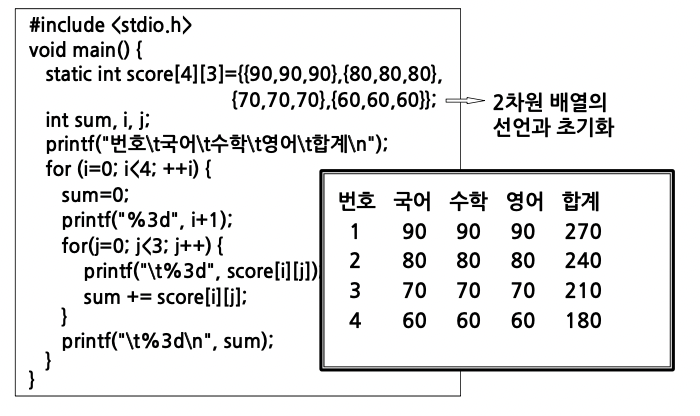 #include <stdio.h>
void main() {
static int score[4][3]={{90,90,90},{80,80,80},
{70,70,70},{60,60,60}};
2차원 배열의
선언과 초기화
int sum, i, j;
printf("번호\t국어\t수학\t영어\t합계\n");
for (i=0; i<4; ++i) {
sum=0;
printf("%3d", i+1);
for(j=0; j<3; j++) {
printf("\t%3d", score[i][j]);
sum += score[i][j];
}
printf("\t%3d\n", sum);
}
}
번호 국어 수학 영어 합계
1 90 90 90 270
2 80 80 80 240
3 70 70 70 210
4 60 60 60 180